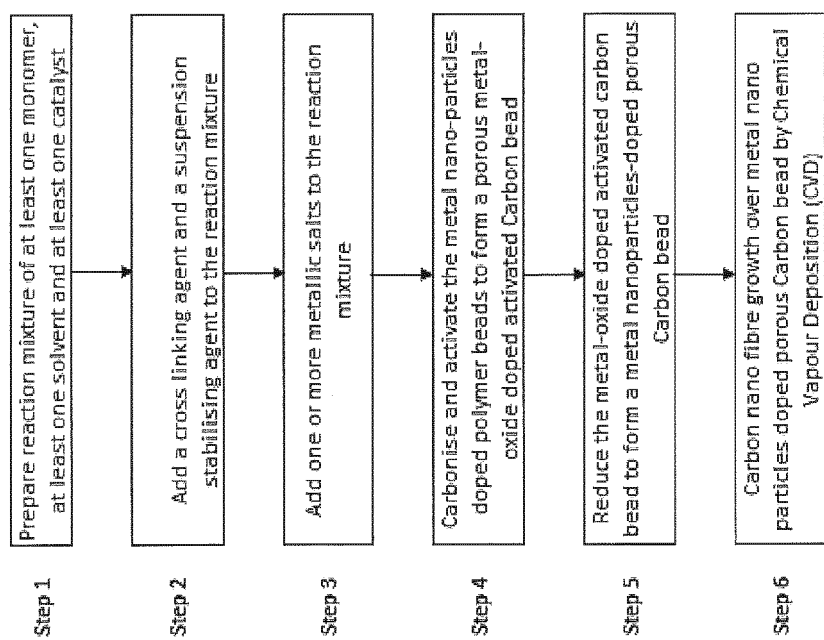 Step 1
Prepare reaction mixture of at least one monomer,
at least one solvent and at least one catalyst
Step 2
Add a cross linking agent and a suspension
stabilising agent to the reaction mixture
Step 3
Add one or more metallic salts to the reaction
mixture
Step 4
Carbonise and activate the metal nano-particles
doped polymer beads to form a porous metal-
oxide doped activated Carbon bead
Step 5
Reduce the metal-oxide doped activated carbon
bead to form a metal nanoparticles-doped porous
Carbon bead
Step 6
Carbon nano fibre growth over metal nano
particles doped porous Carbon bead by Chemical
Vapour Deposition (CVD)